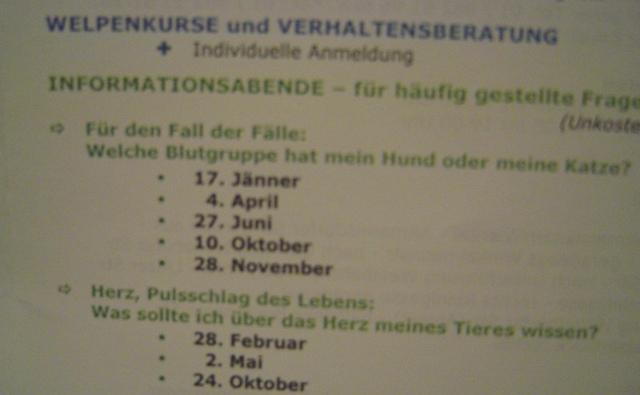 WELPENKURSE und VERHALTENSBERATUNG
+ Individuelle Anmeldung
INFORMATIONSABENDE – für häufig gestellte Frage
(Unkoste
⇨ Für den Fall der Fälle:
Welche Blutgruppe hat mein Hund oder meine Katze?
• 17. Jänner
• 4. April
• 27. Juni
• 10. Oktober
• 28. November
⇨ Herz, Pulsschlag des Lebens:
Was sollte ich über das Herz meines Tieres wissen?
• 28. Februar
• 2. Mai
• 24. Oktober